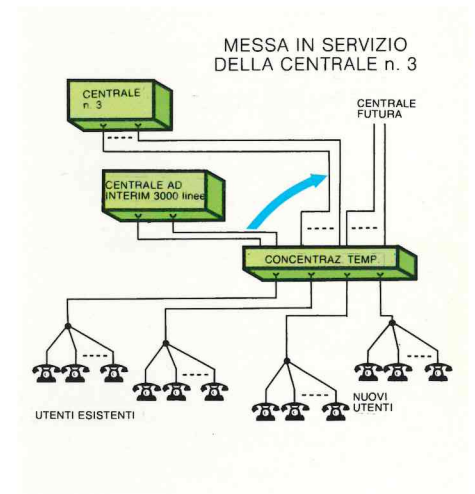 MESSA IN SERVIZIO
DELLA CENTRALE n. 3
CENTRALE
n. 3
CENTRALE
FUTURA
CENTRALE AD
INTERIM 3000 linee
CONCENTRAZ. TEMP.
UTENTI ESISTENTI
NUOVI
UTENTI